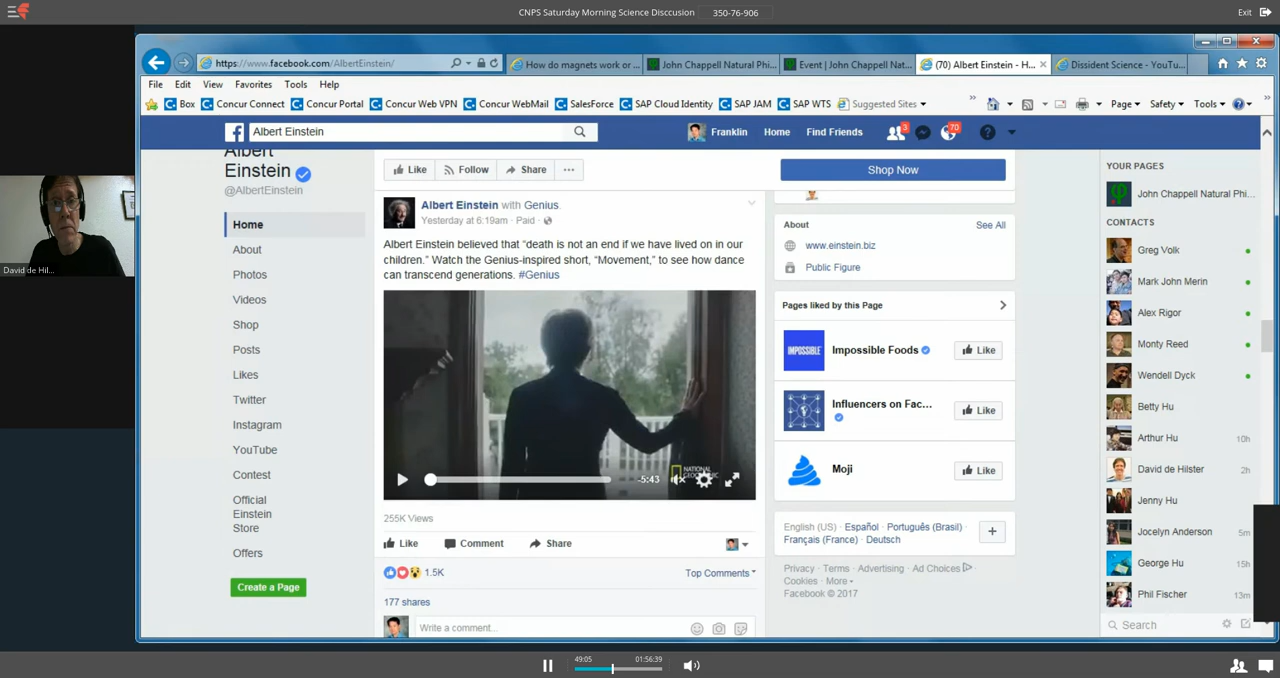 CNPS Saturday Morning Science Disccusion 350-76-906 Exit
https://www.facebook.com/AlbertEinstein/
How do magnets work or ...
John Chappell Natural Phi...
Event | John Chappell Nat...
(70) Albert Einstein - H...
Dissident Science - YouTu...
File Edit View Favorites Tools Help
Box Concur Connect Concur Portal Concur Web VPN Concur WebMail SalesForce SAP Cloud Identity SAP JAM SAP WTS Suggested Sites Page Safety Tools
Albert Einstein
Franklin Home Find Friends 3 70
Albert
Einstein
@AlbertEinstein
Home
About
Photos
Videos
Shop
Posts
Likes
Twitter
Instagram
YouTube
Contest
Official
Einstein
Store
Offers
Create a Page
Like Follow Share
Albert Einstein with Genius.
Yesterday at 6:19am · Paid ·
Albert Einstein believed that "death is not an end if we have lived on in our
children." Watch the Genius-inspired short, "Movement," to see how dance
can transcend generations. #Genius
-5:43
NATIONAL
GEOGRAPHIC
255K Views
Like Comment Share
1.5K Top Comments
177 shares
Write a comment...
Shop Now
About See All
www.einstein.biz
Public Figure
Pages liked by this Page
IMPOSSIBLE
Impossible Foods Like
Influencers on Fac... Like
Moji Like
English (US) · Español · Português (Brasil) ·
Français (France) · Deutsch
Privacy · Terms · Advertising · Ad Choices ·
Cookies · More
Facebook © 2017
YOUR PAGES
John Chappell Natural Phi...
CONTACTS
Greg Volk
Mark John Merin
Alex Rigor
Monty Reed
Wendell Dyck
Betty Hu
Arthur Hu 10h
David de Hilster 2h
Jenny Hu
Jocelyn Anderson 5m
George Hu 15h
Phil Fischer 13m
Search
David de Hil...
49:05 01:56:39